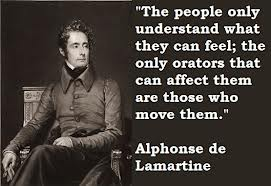 "The people only
understand what
they can feel; the
only orators that
can affect them
are those who
move them."
Alphonse de
Lamartine